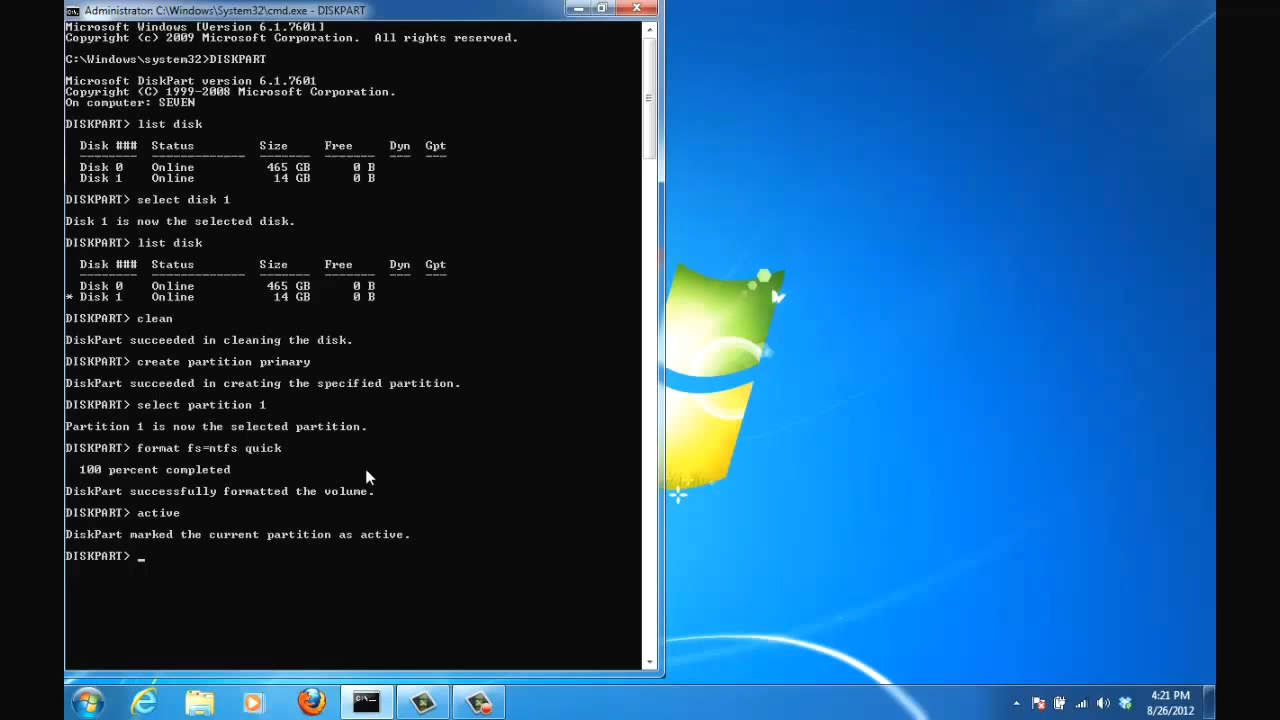 Administrator: C:\Windows\System32\cmd.exe - DISKPART
Microsoft Windows [Version 6.1.7601]
Copyright (c) 2009 Microsoft Corporation.  All rights reserved.
C:\Windows\system32>DISKPART
Microsoft DiskPart version 6.1.7601
Copyright (C) 1999-2008 Microsoft Corporation.
On computer: SEVEN
DISKPART> list disk
Disk ###  Status  Size  Free  Dyn  Gpt
--------  -------------  -------  -------  ---  ---
Disk 0  Online  465 GB  0 B
Disk 1  Online  14 GB  0 B
DISKPART> select disk 1
Disk 1 is now the selected disk.
DISKPART> list disk
Disk ###  Status  Size  Free  Dyn  Gpt
--------  -------------  -------  -------  ---  ---
Disk 0  Online  465 GB  0 B
* Disk 1  Online  14 GB  0 B
DISKPART> clean
DiskPart succeeded in cleaning the disk.
DISKPART> create partition primary
DiskPart succeeded in creating the specified partition.
DISKPART> select partition 1
Partition 1 is now the selected partition.
DISKPART> format fs=ntfs quick
100 percent completed
DiskPart successfully formatted the volume.
DISKPART> active
DiskPart marked the current partition as active.
DISKPART> _
4:21 PM
8/26/2012